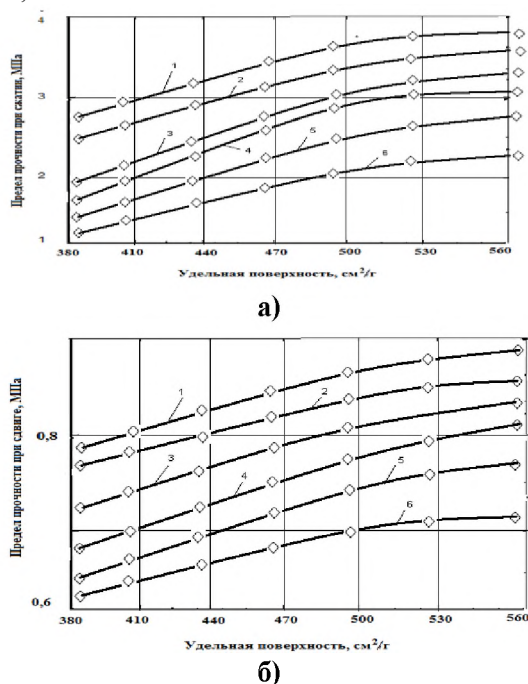 4
3
2
1
Предел прочности при сжатии, МПа
1
2
3
4
5
6
380 410 440 470 500 530 560
Удельная поверхность, см²/г
а)
0,8
0,6
Предел прочности при сдвиге, МПа
1
2
3
4
5
6
380 410 440 470 500 530 560
Удельная поверхность, см²/г
б)